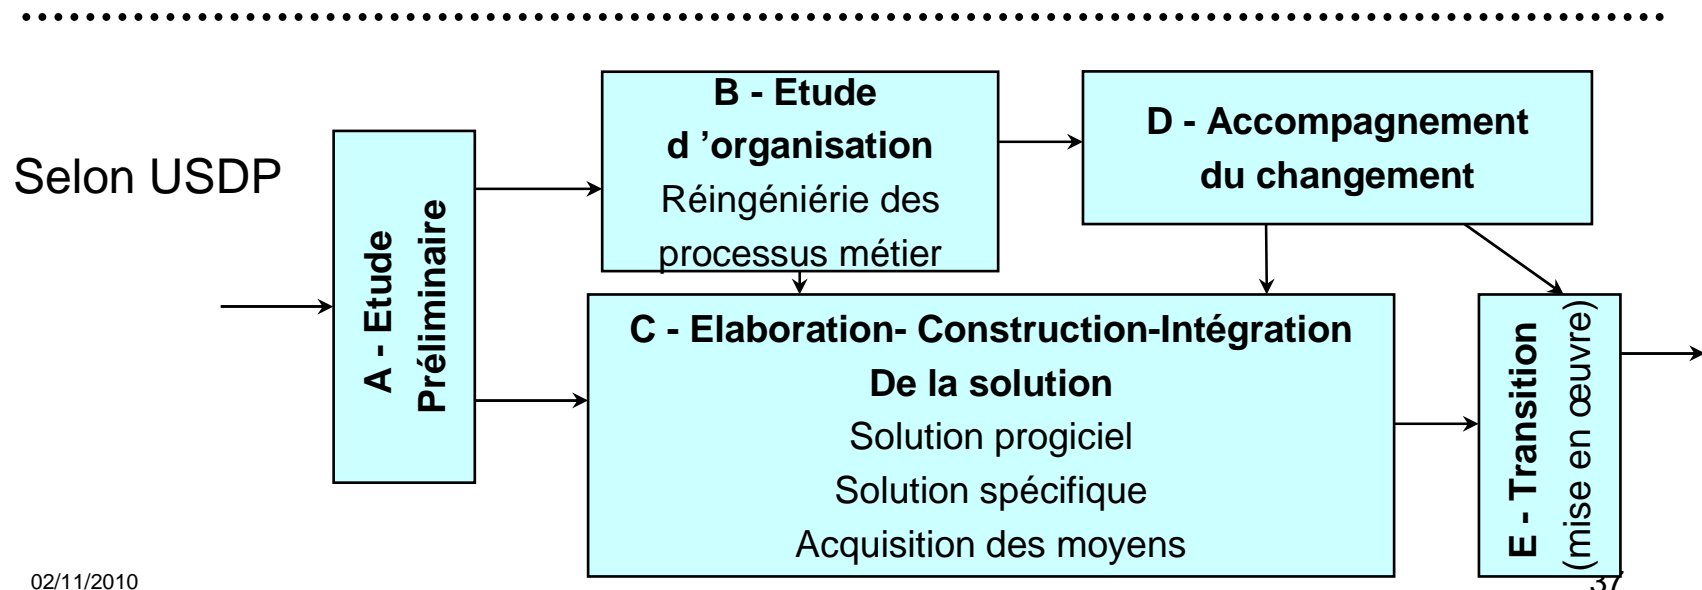 Selon USDP
A - Etude
Préliminaire
B - Etude
d ’organisation
Réingéniérie des
processus métier
D - Accompagnement
du changement
C - Elaboration- Construction-Intégration
De la solution
Solution progiciel
Solution spécifique
Acquisition des moyens
E - Transition
(mise en œuvre)
02/11/2010
37